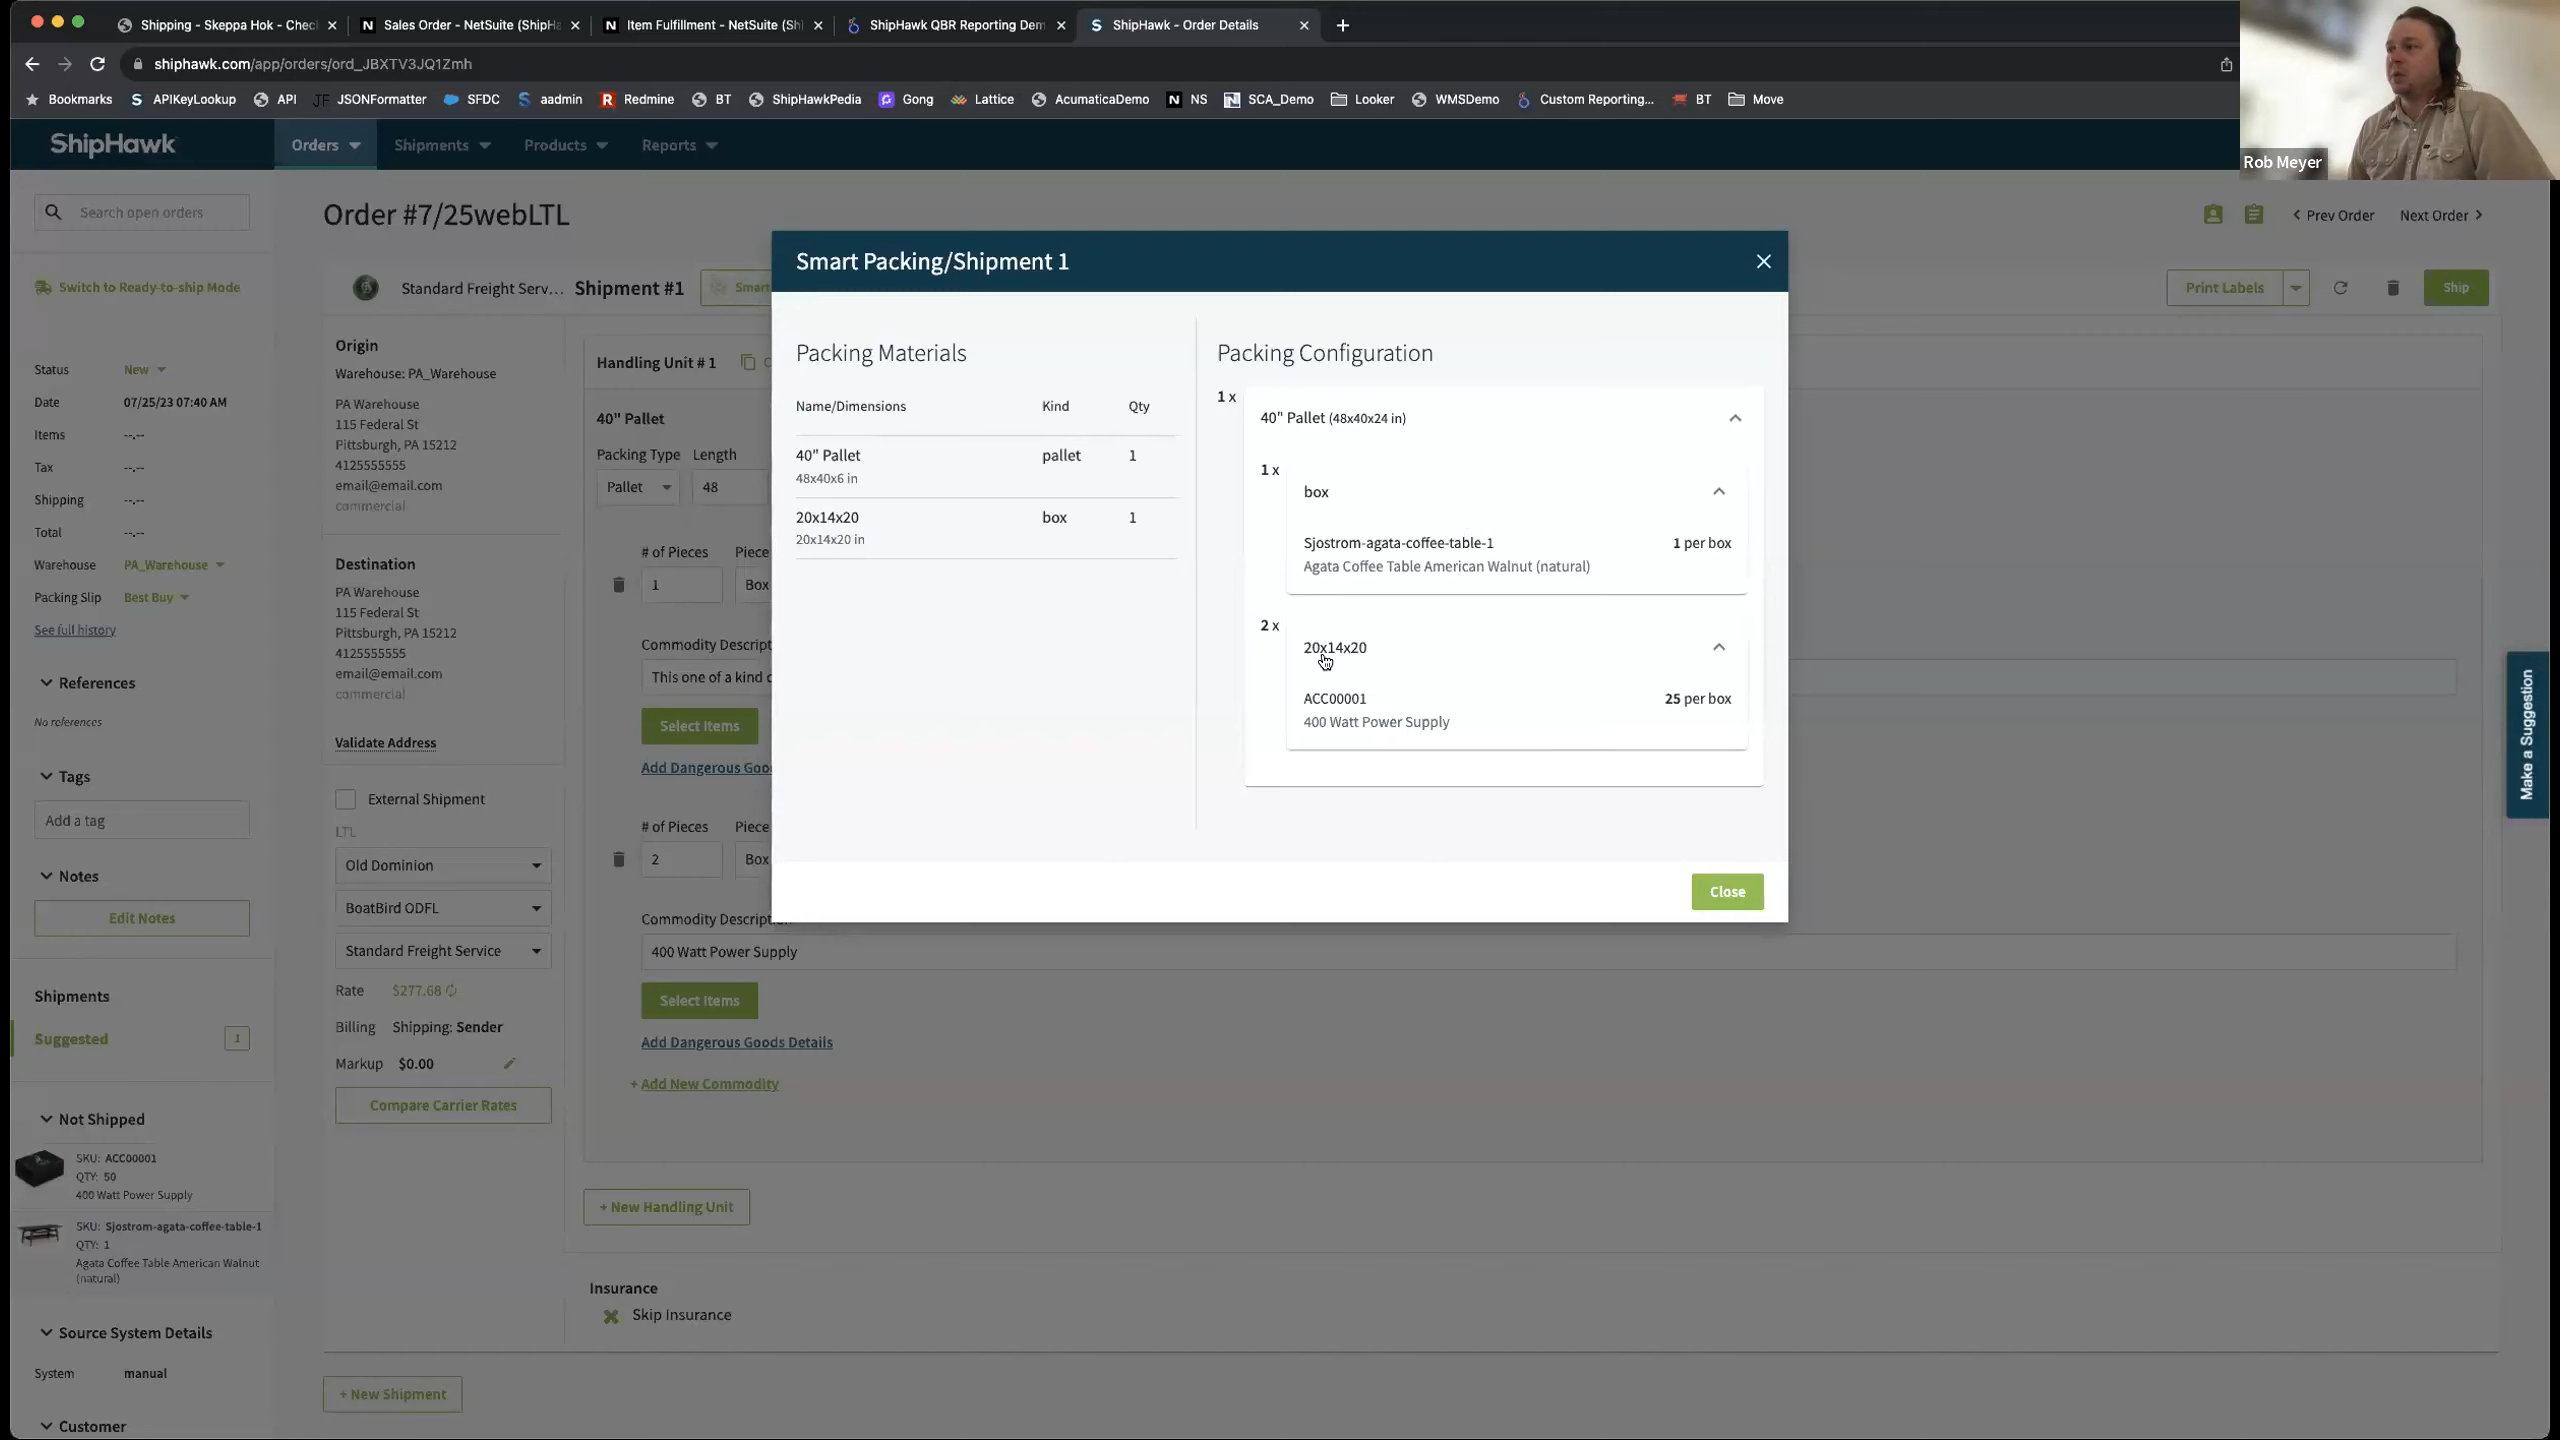 Shipping - Skeppa Hok - Chec
Sales Order - NetSuite (ShipHa
Item Fulfillment - NetSuite (Shi
ShipHawk QBR Reporting Dem
ShipHawk - Order Details
shiphawk.com/app/orders/ord_JBXTV3JQ1Zmh
Bookmarks
APIKeyLookup
API
JSONFormatter
SFDC
aadmin
Redmine
BT
ShipHawkPedia
Gong
Lattice
AcumaticaDemo
NS
SCA_Demo
Looker
WMSDemo
Custom Reporting...
BT
Move
Rob Meyer
ShipHawk
Orders
Shipments
Products
Reports
Search open orders
Order #7/25webLTL
Prev Order
Next Order
Switch to Ready-to-ship Mode
Standard Freight Serv...
Shipment #1
Smart
Print Labels
Ship
Status New
Date 07/25/23 07:40 AM
Items --.--
Tax --.--
Shipping --.--
Total --.--
Warehouse PA_Warehouse
Packing Slip Best Buy
See full history
References
No references
Tags
Add a tag
Notes
Edit Notes
Shipments
Suggested 1
Not Shipped
SKU: ACC00001
QTY: 50
400 Watt Power Supply
SKU: Sjostrom-agata-coffee-table-1
QTY: 1
Agata Coffee Table American Walnut
(natural)
Source System Details
System manual
Customer
Origin
Warehouse: PA_Warehouse
PA Warehouse
115 Federal St
Pittsburgh, PA 15212
4125555555
email@email.com
commercial
Destination
PA Warehouse
115 Federal St
Pittsburgh, PA 15212
4125555555
email@email.com
commercial
Validate Address
External Shipment
LTL
Old Dominion
BoatBird ODFL
Standard Freight Service
Rate $277.68
Billing Shipping: Sender
Markup $0.00
Compare Carrier Rates
Handling Unit # 1
40" Pallet
Packing Type Length
Pallet 48
# of Pieces Piece
1 Box
Commodity Descript
This one of a kind
Select Items
Add Dangerous Goo
# of Pieces Piece
2 Box
Commodity Descript
400 Watt Power Supply
Select Items
Add Dangerous Goods Details
+ Add New Commodity
+ New Handling Unit
Insurance
Skip Insurance
+ New Shipment
Smart Packing/Shipment 1
Packing Materials
Name/Dimensions Kind Qty
40" Pallet pallet 1
48x40x6 in
20x14x20 box 1
20x14x20 in
Packing Configuration
1 x
40" Pallet (48x40x24 in)
1 x
box
Sjostrom-agata-coffee-table-1 1 per box
Agata Coffee Table American Walnut (natural)
2 x
20x14x20
ACC00001 25 per box
400 Watt Power Supply
Close
Make a Suggestion